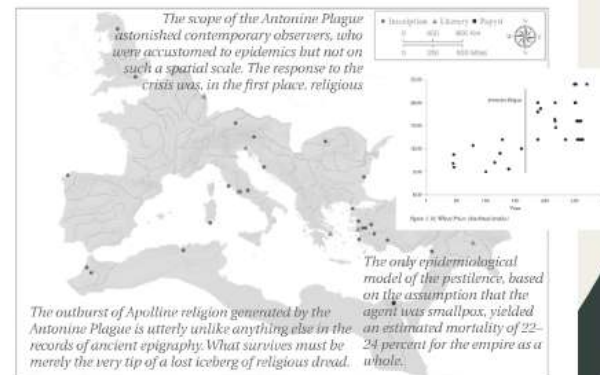 The scope of the Antonine Plague
astonished contemporary observers, who
were accustomed to epidemics but not on
such a spatial scale. The response to the
crisis was, in the first place, religious
Inscription Literary Papyri
Antonine Plague
Year
The only epidemiological
model of the pestilence, based
on the assumption that the
agent was smallpox, yielded
an estimated mortality of 22–
24 percent for the empire as a
whole.
The outburst of Apolline religion generated by the
Antonine Plague is utterly unlike anything else in the
records of ancient epigraphy. What survives must be
merely the very tip of a lost iceberg of religious dread.